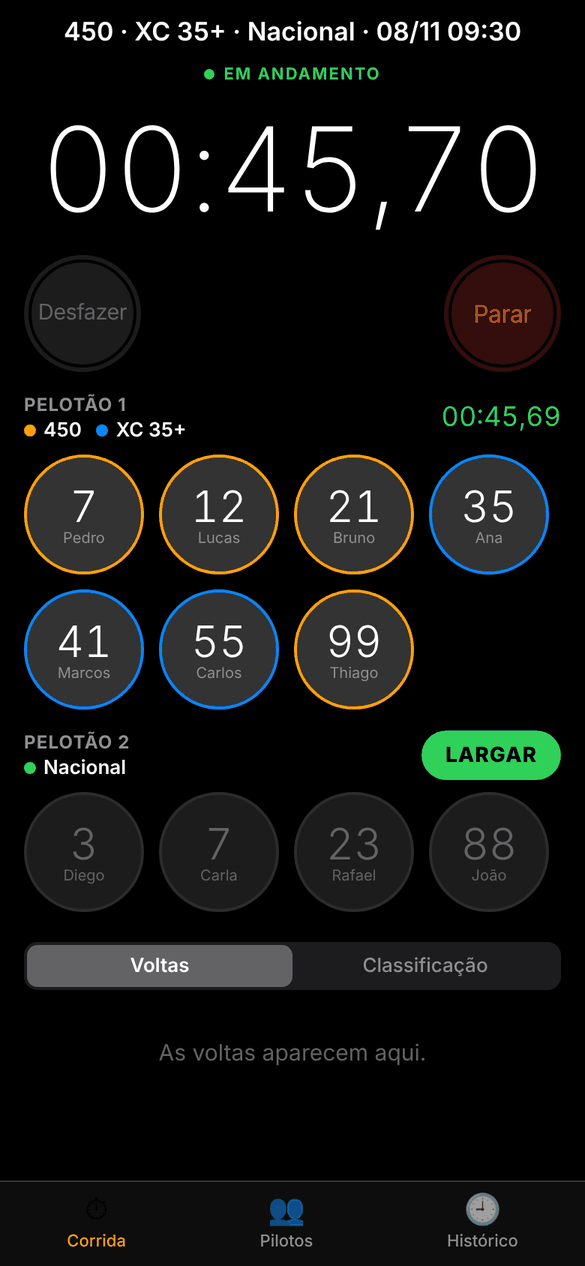 450 · XC 35+ · Nacional · 08/11 09:30
EM ANDAMENTO
00:45,70
Desfazer
Parar
PELOTÃO 1
450 XC 35+
00:45,69
7 12 21 35
Pedro Lucas Bruno Ana
41 55 99
Marcos Carlos Thiago
PELOTÃO 2
Nacional
LARGAR
3 7 23 88
Diego Carla Rafael João
Voltas Classificação
As voltas aparecem aqui.
Corrida Pilotos Histórico